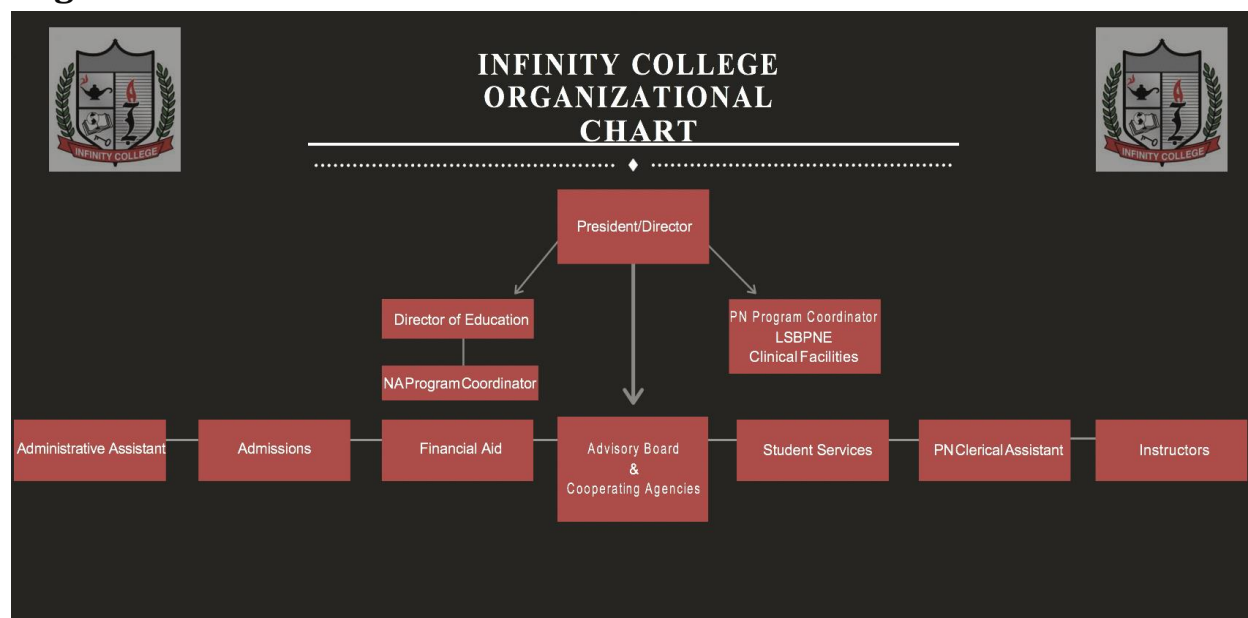 INFINITY COLLEGE
INFINITY COLLEGE
ORGANIZATIONAL
CHART
INFINITY COLLEGE
President/Director
Director of Education
PN Program Coordinator
LSBPNE
Clinical Facilities
NA Program Coordinator
Administrative Assistant
Admissions
Financial Aid
Advisory Board
&
Cooperating Agencies
Student Services
PN Clerical Assistant
Instructors